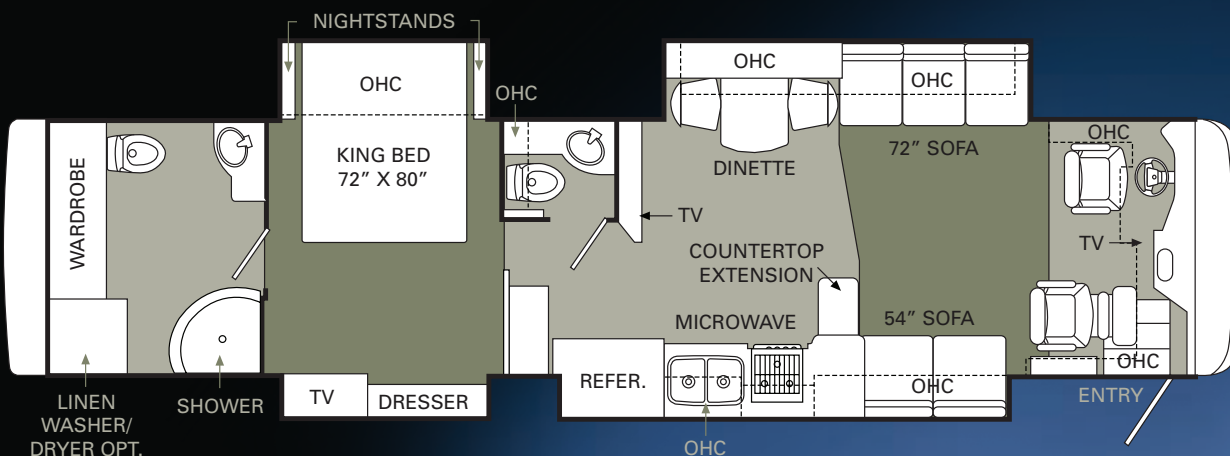 NIGHTSTANDS
OHC
OHC
KING BED
72” X 80”
WARDROBE
OHC
OHC
DINETTE
72” SOFA
OHC
TV
TV
COUNTERTOP
EXTENSION
MICROWAVE
54” SOFA
REFER.
OHC
OHC
TV
DRESSER
LINEN
WASHER/
DRYER OPT.
SHOWER
OHC
ENTRY